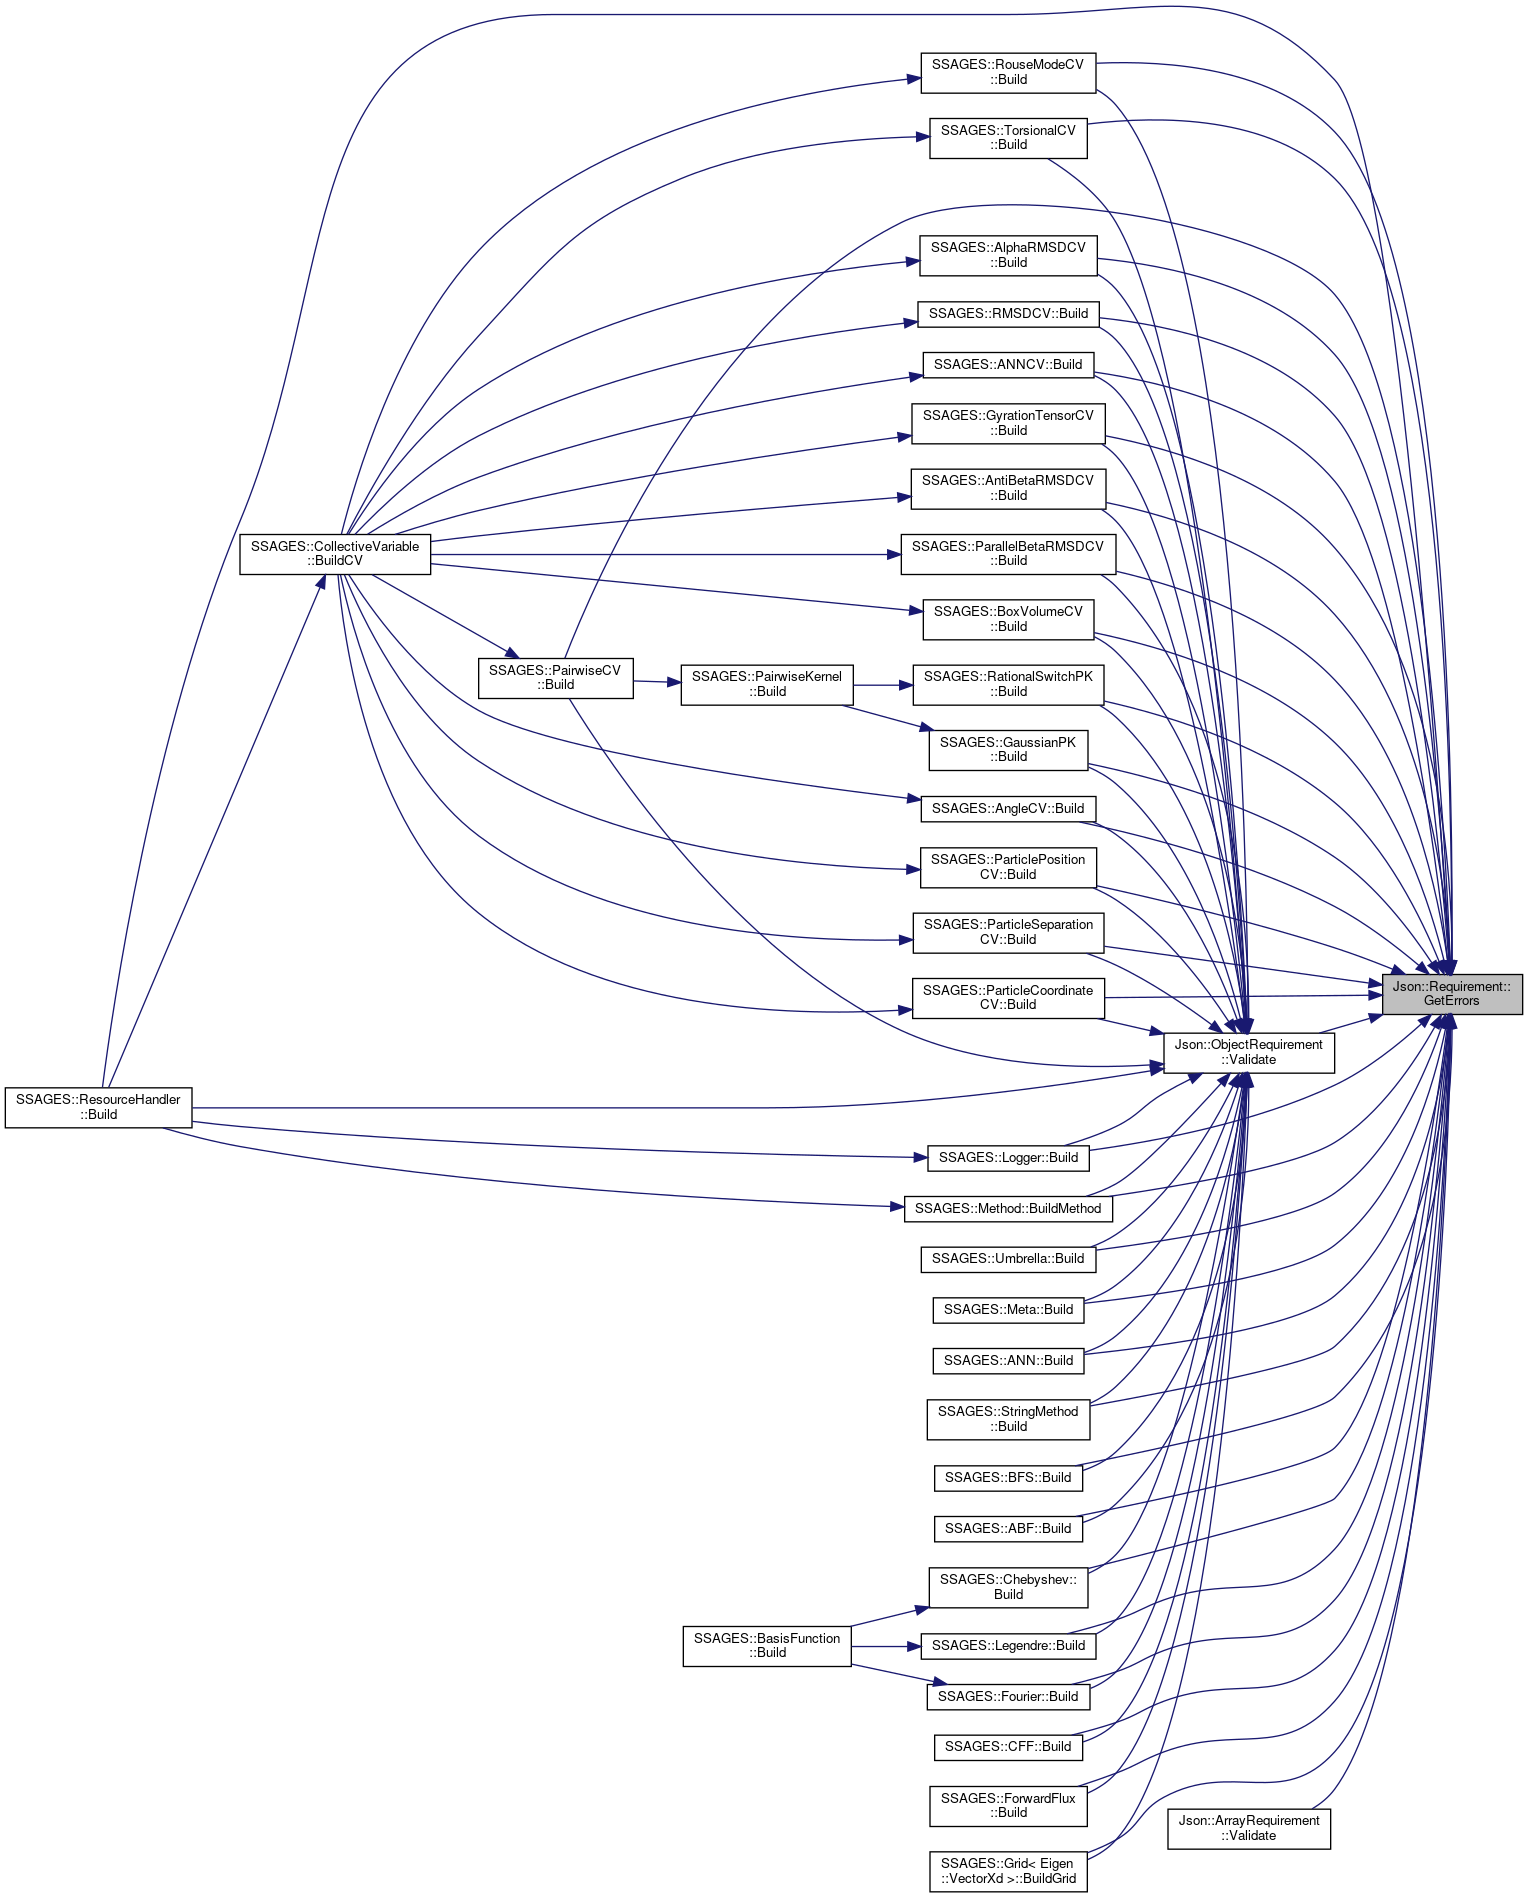 SSAGES::RouseModeCV
::Build
SSAGES::TorsionalCV
::Build
SSAGES::AlphaRMSDCV
::Build
SSAGES::RMSDCV::Build
SSAGES::ANNCV::Build
SSAGES::GyrationTensorCV
::Build
SSAGES::AntiBetaRMSDCV
::Build
SSAGES::CollectiveVariable
::BuildCV
SSAGES::ParallelBetaRMSDCV
::Build
SSAGES::BoxVolumeCV
::Build
SSAGES::PairwiseCV
::Build
SSAGES::PairwiseKernel
::Build
SSAGES::RationalSwitchPK
::Build
SSAGES::GaussianPK
::Build
SSAGES::AngleCV::Build
SSAGES::ParticlePosition
CV::Build
SSAGES::ParticleSeparation
CV::Build
SSAGES::ParticleCoordinate
CV::Build
Json::Requirement::
GetErrors
Json::ObjectRequirement
::Validate
SSAGES::ResourceHandler
::Build
SSAGES::Logger::Build
SSAGES::Method::BuildMethod
SSAGES::Umbrella::Build
SSAGES::Meta::Build
SSAGES::ANN::Build
SSAGES::StringMethod
::Build
SSAGES::BFS::Build
SSAGES::ABF::Build
SSAGES::Chebyshev::
Build
SSAGES::BasisFunction
::Build
SSAGES::Legendre::Build
SSAGES::Fourier::Build
SSAGES::CFF::Build
SSAGES::ForwardFlux
::Build
Json::ArrayRequirement
::Validate
SSAGES::Grid< Eigen
::VectorXd >::BuildGrid